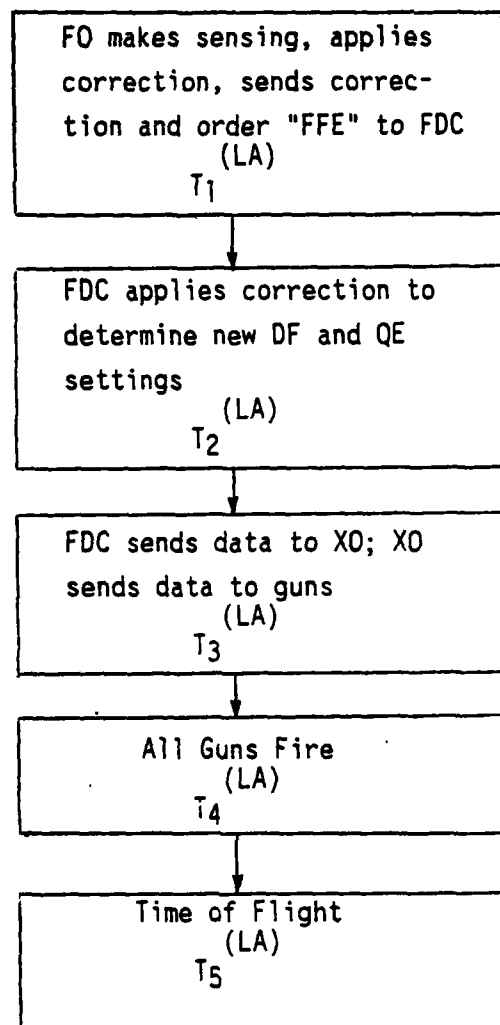 FO makes sensing, applies
correction, sends correc-
tion and order "FFE" to FDC
(LA)
T1
FDC applies correction to
determine new DF and QE
settings
(LA)
T2
FDC sends data to XO; XO
sends data to guns
(LA)
T3
All Guns Fire
(LA)
T4
Time of Flight
(LA)
T5